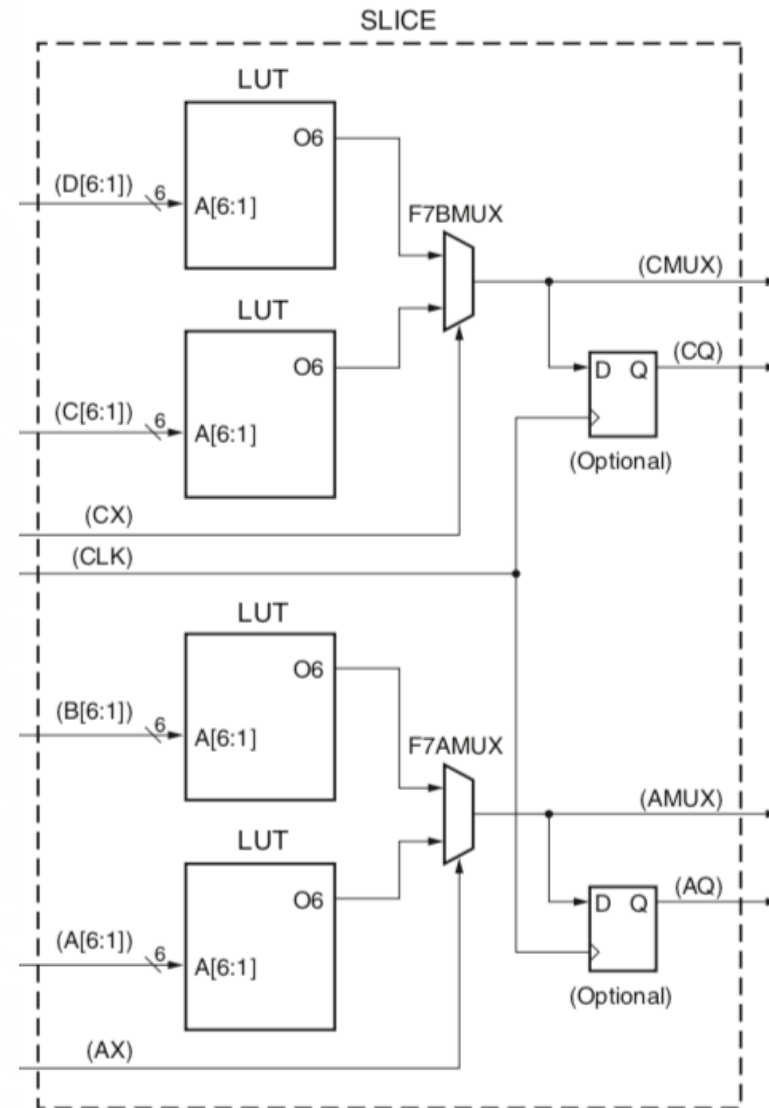 SLICE
LUT
O6
(D[6:1])
6
A[6:1]
F7BMUX
(CMUX)
LUT
O6
D Q
(CQ)
(C[6:1])
6
A[6:1]
(Optional)
(CX)
(CLK)
LUT
O6
(B[6:1])
6
A[6:1]
F7AMUX
(AMUX)
LUT
O6
D Q
(AQ)
(A[6:1])
6
A[6:1]
(Optional)
(AX)